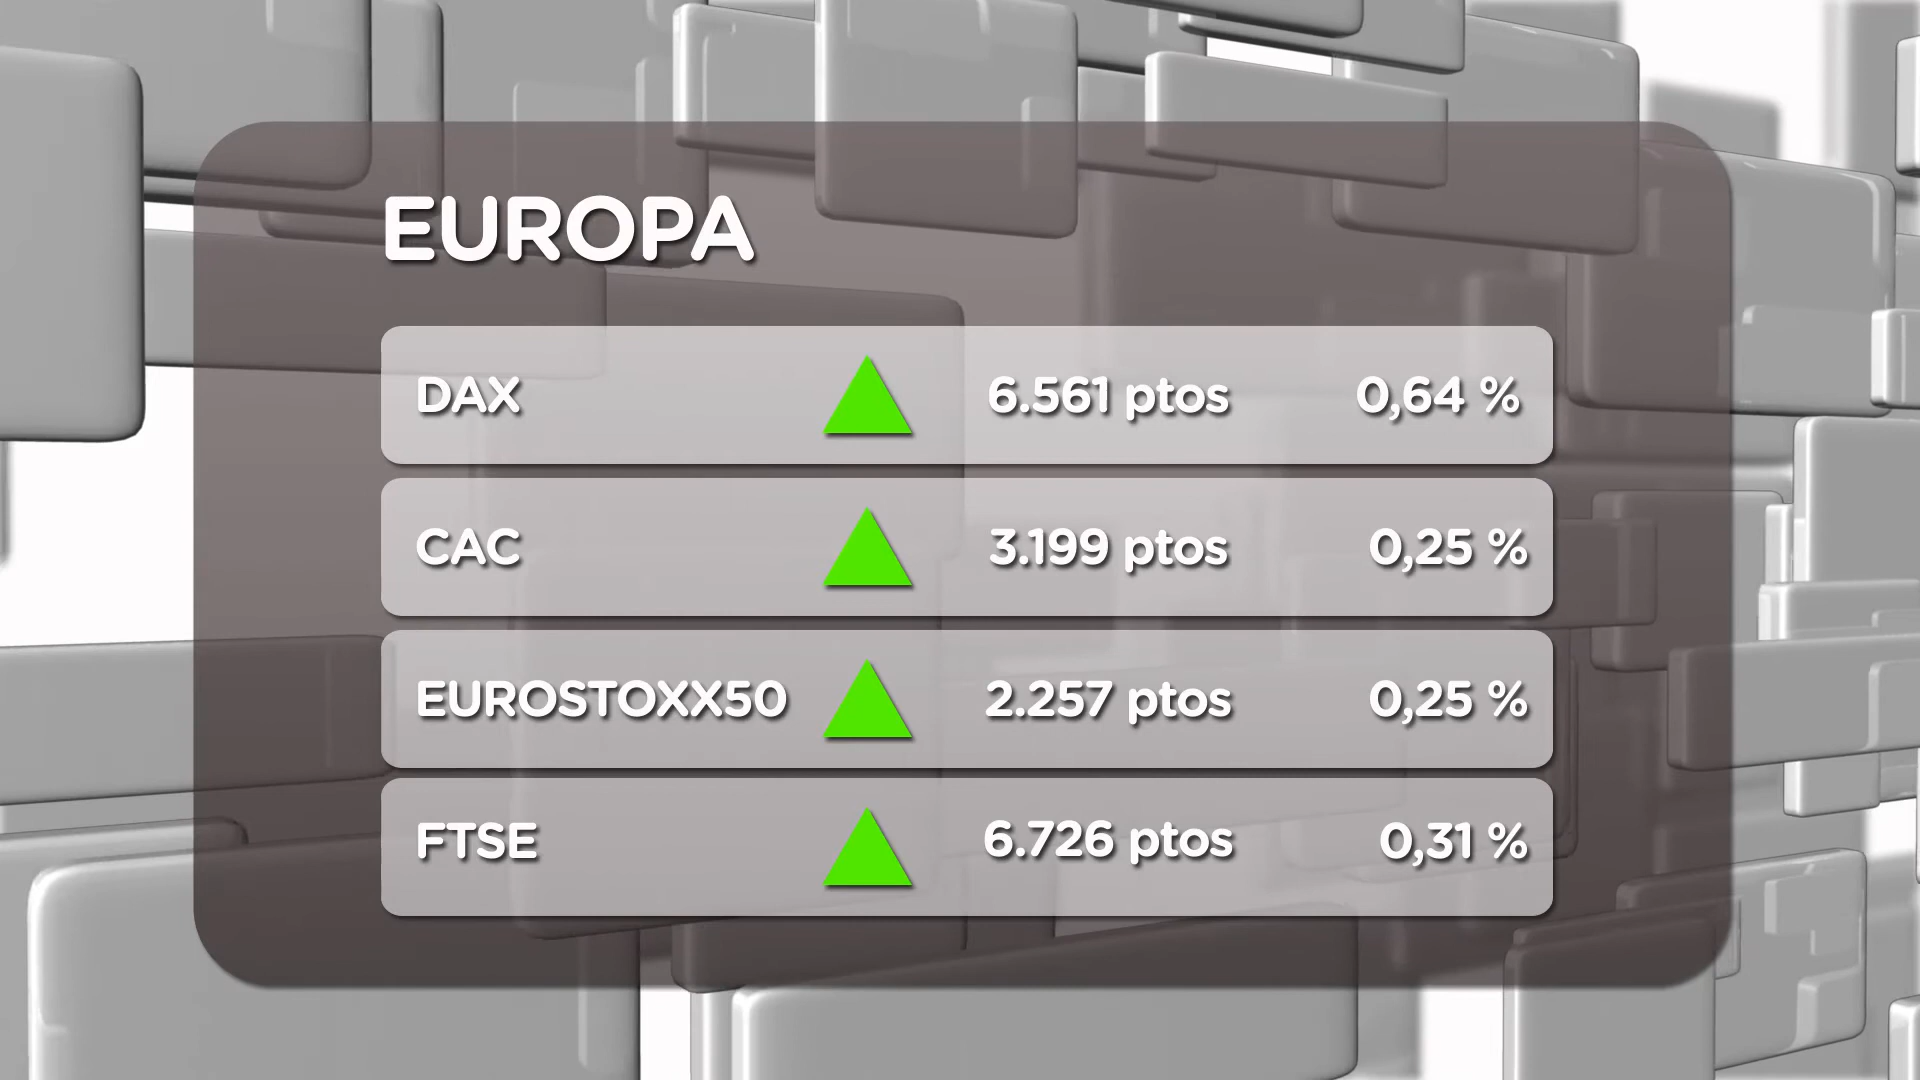 EUROPA
DAX 6.561 ptos 0,64 %
CAC 3.199 ptos 0,25 %
EUROSTOXX50 2.257 ptos 0,25 %
FTSE 6.726 ptos 0,31 %